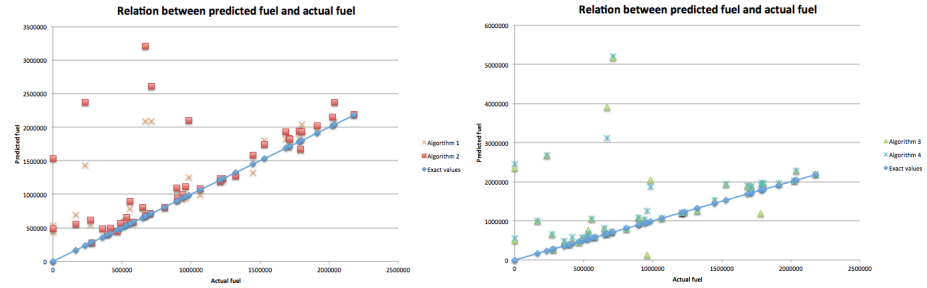 Relation between predicted fuel and actual fuel
3500000
3000000
2500000
2000000
1500000
1000000
500000
0
Predicted fuel
0 500000 1000000 1500000 2000000 2500000
Actual fuel
Algorithm 1
Algorithm 2
Exact values
Relation between predicted fuel and actual fuel
6000000
5000000
4000000
3000000
2000000
1000000
0
Predicted fuel
0 500000 1000000 1500000 2000000 2500000
Actual fuel
Algorithm 3
Algorithm 4
Exact values